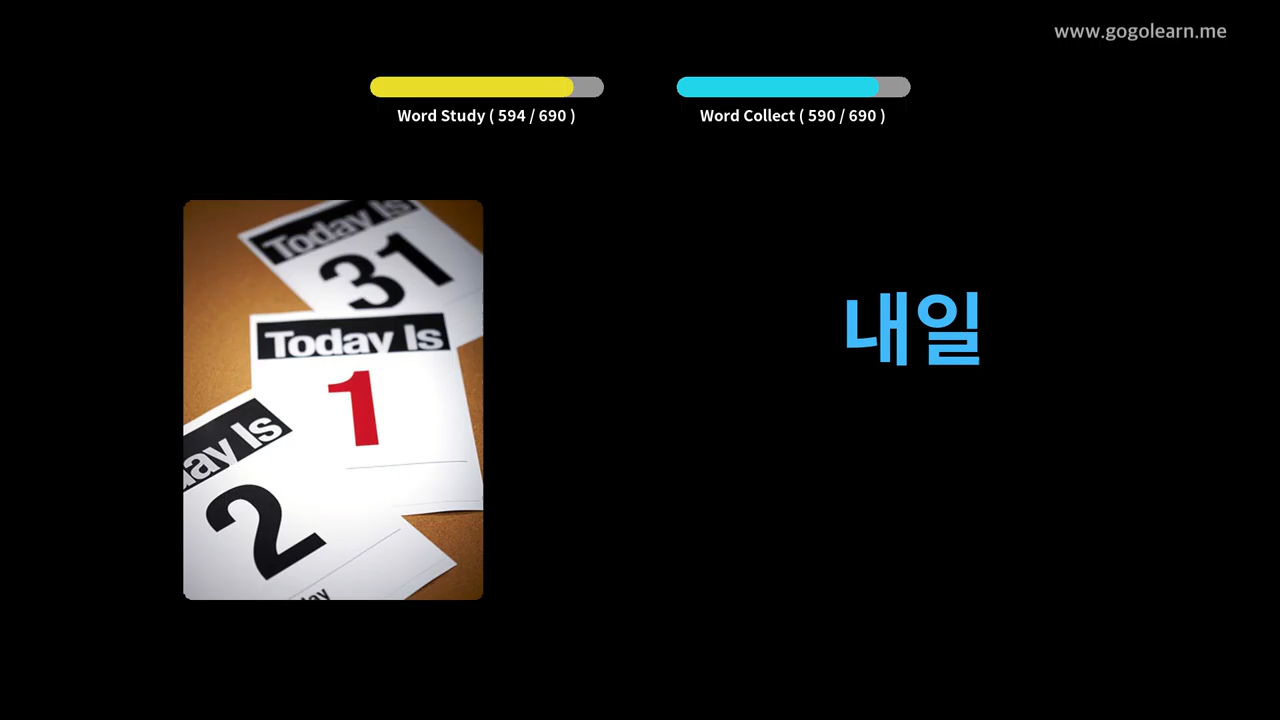 www.gogolearn.me
Word Study ( 594 / 690 )
Word Collect ( 590 / 690 )
Today Is
31
Today Is
1
ay Is
2
내일